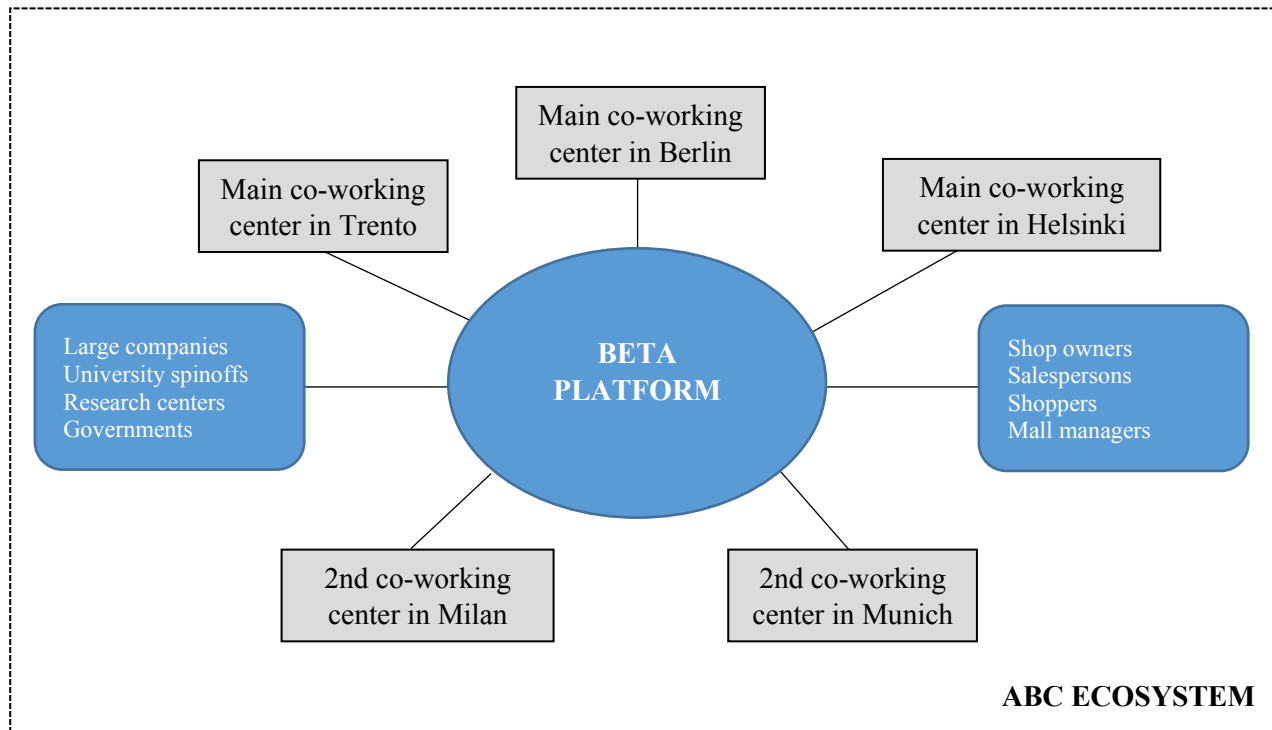 Main co-working
center in Berlin
Main co-working
center in Trento
Main co-working
center in Helsinki
Large companies
University spinoffs
Research centers
Governments
BETA
PLATFORM
Shop owners
Salespersons
Shoppers
Mall managers
2nd co-working
center in Milan
2nd co-working
center in Munich
ABC ECOSYSTEM